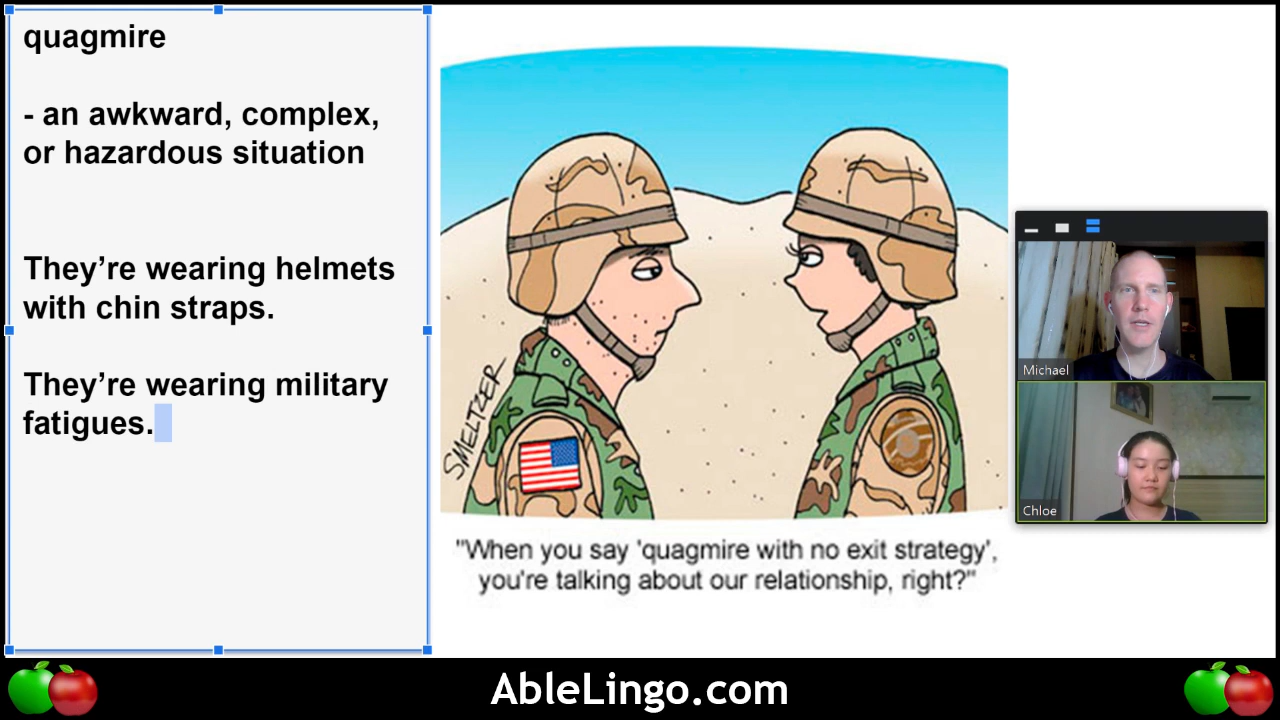 quagmire
- an awkward, complex,
or hazardous situation
They’re wearing helmets
with chin straps.
They’re wearing military
fatigues.
SMELTZER
"When you say 'quagmire with no exit strategy',
you're talking about our relationship, right?"
Michael
Chloe
AbleLingo.com